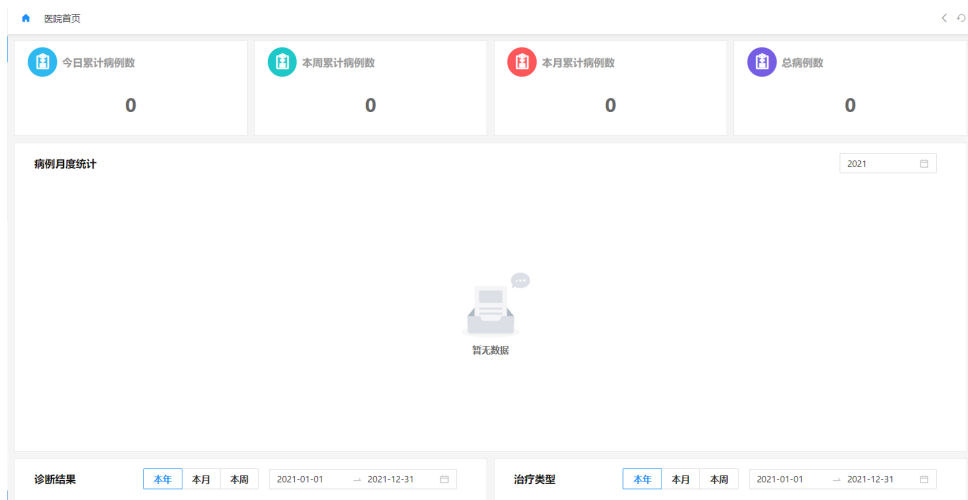 医院首页
今日累计病例数
0
本周累计病例数
0
本月累计病例数
0
总病例数
0
病例月度统计
2021
暂无数据
诊断结果 本年 本月 本周 2021-01-01 → 2021-12-31
治疗类型 本年 本月 本周 2021-01-01 → 2021-12-31